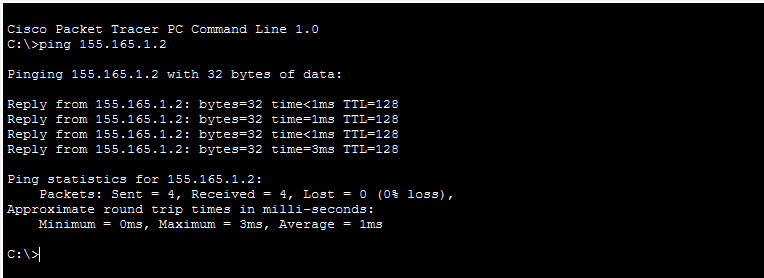 Cisco Packet Tracer PC Command Line 1.0
C:\>ping 155.165.1.2
Pinging 155.165.1.2 with 32 bytes of data:
Reply from 155.165.1.2: bytes=32 time<1ms TTL=128
Reply from 155.165.1.2: bytes=32 time=1ms TTL=128
Reply from 155.165.1.2: bytes=32 time<1ms TTL=128
Reply from 155.165.1.2: bytes=32 time=3ms TTL=128
Ping statistics for 155.165.1.2:
    Packets: Sent = 4, Received = 4, Lost = 0 (0% loss),
Approximate round trip times in milli-seconds:
    Minimum = 0ms, Maximum = 3ms, Average = 1ms
C:\>